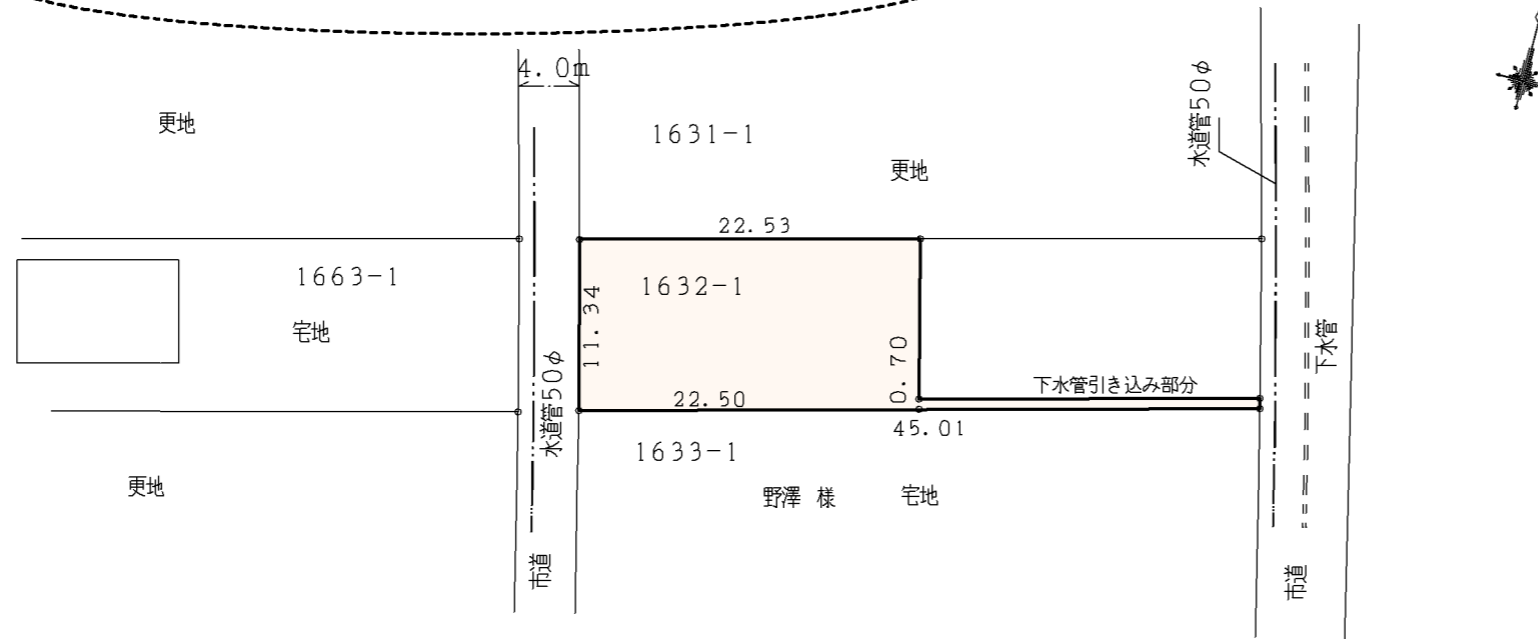 4.0m
水道管50φ
更地
1631-1
更地
22.53
1663-1
1632-1
11.34
宅地
0.70
下水管
水道管50φ
下水管引き込み部分
22.50
45.01
1633-1
更地
野澤 様
宅地
市道
市道